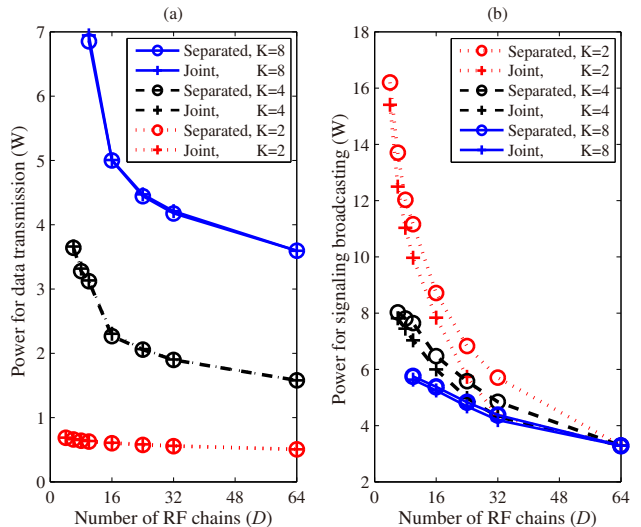 (a)
7
6
5
4
3
2
1
0
0
16
32
48
64
Power for data transmission (W)
Number of RF chains (D)
Separated, K=8
Joint, K=8
Separated, K=4
Joint, K=4
Separated, K=2
Joint, K=2
(b)
18
16
14
12
10
8
6
4
2
0
16
32
48
64
Power for signaling broadcasting (W)
Number of RF chains (D)
Separated, K=2
Joint, K=2
Separated, K=4
Joint, K=4
Separated, K=8
Joint, K=8